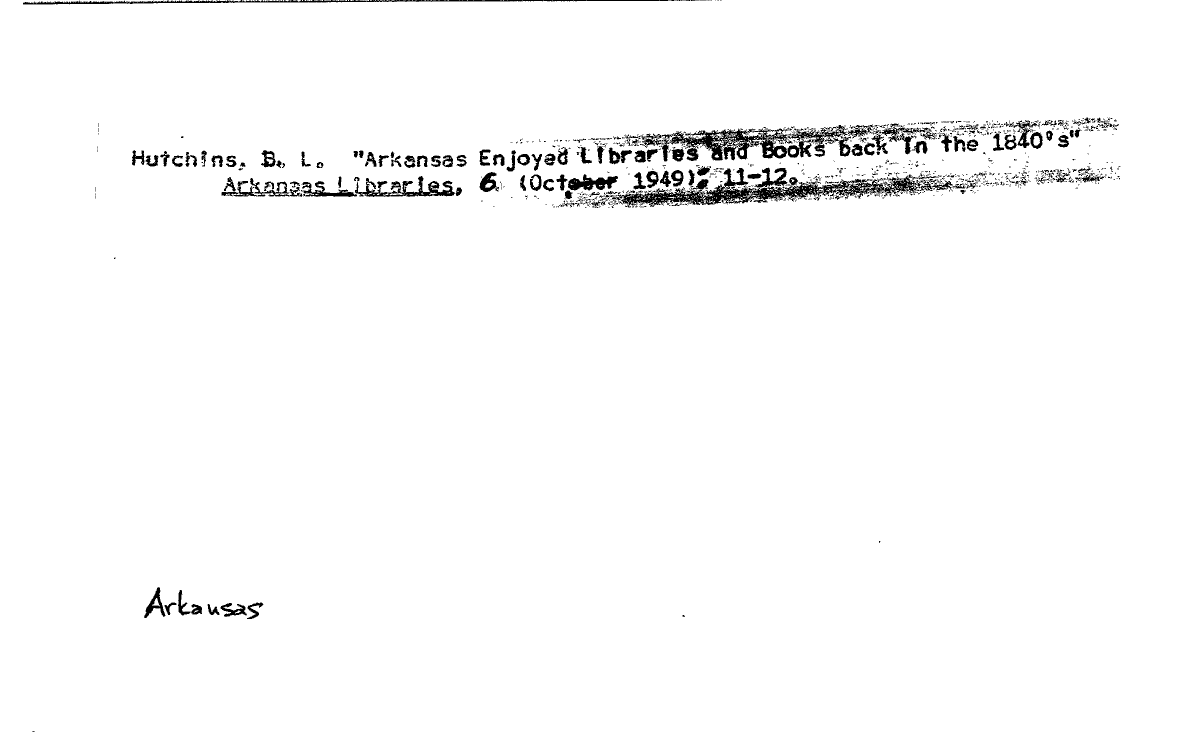 Hutchins, B. L. "Arkansas Enjoyed Libraries and Books back in the 1840's"
Arkansas Libraries, 6 (October 1949); 11-12.
Arkansas